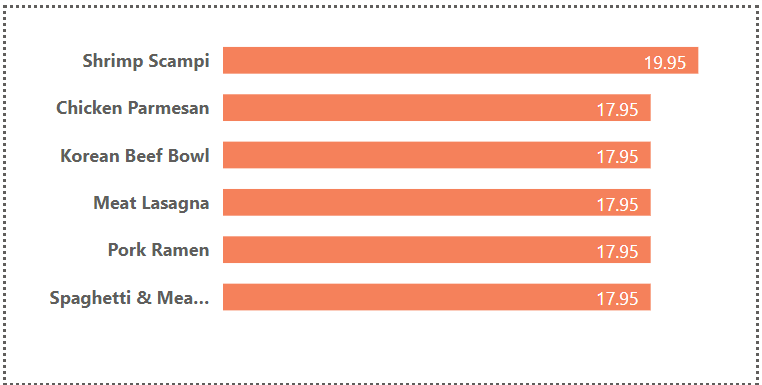 Shrimp Scampi 19.95
Chicken Parmesan 17.95
Korean Beef Bowl 17.95
Meat Lasagna 17.95
Pork Ramen 17.95
Spaghetti & Mea... 17.95